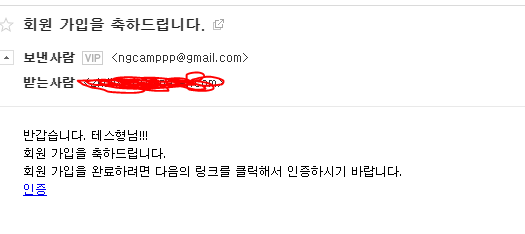 회원 가입을 축하드립니다.
보낸사람 VIP <ngcamppp@gmail.com>
받는사람
반갑습니다. 테스형님!!!
회원 가입을 축하드립니다.
회원 가입을 완료하려면 다음의 링크를 클릭해서 인증하시기 바랍니다.
인증